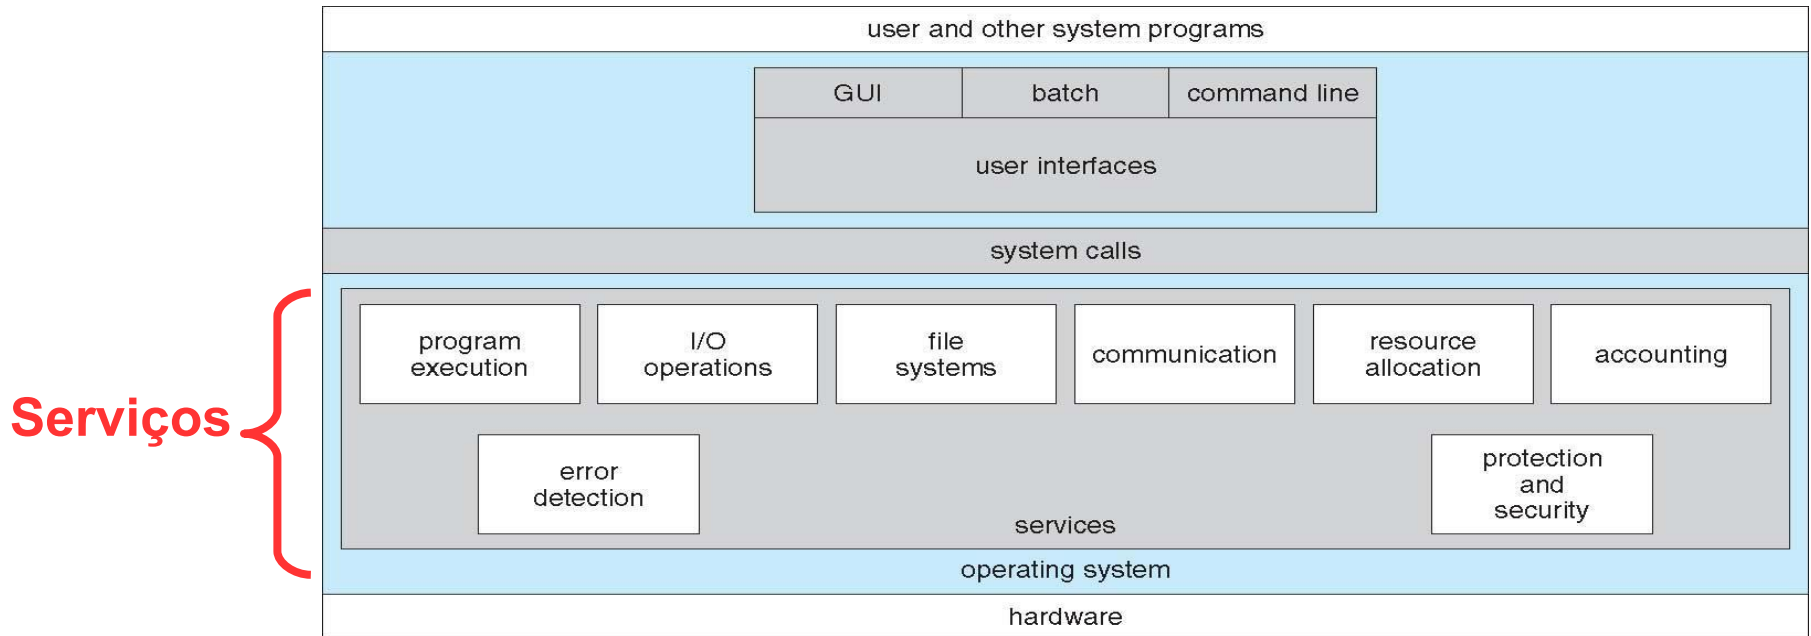 user and other system programs
GUI
batch
command line
user interfaces
system calls
Serviços
program
execution
I/O
operations
file
systems
communication
resource
allocation
accounting
error
detection
protection
and
security
services
operating system
hardware